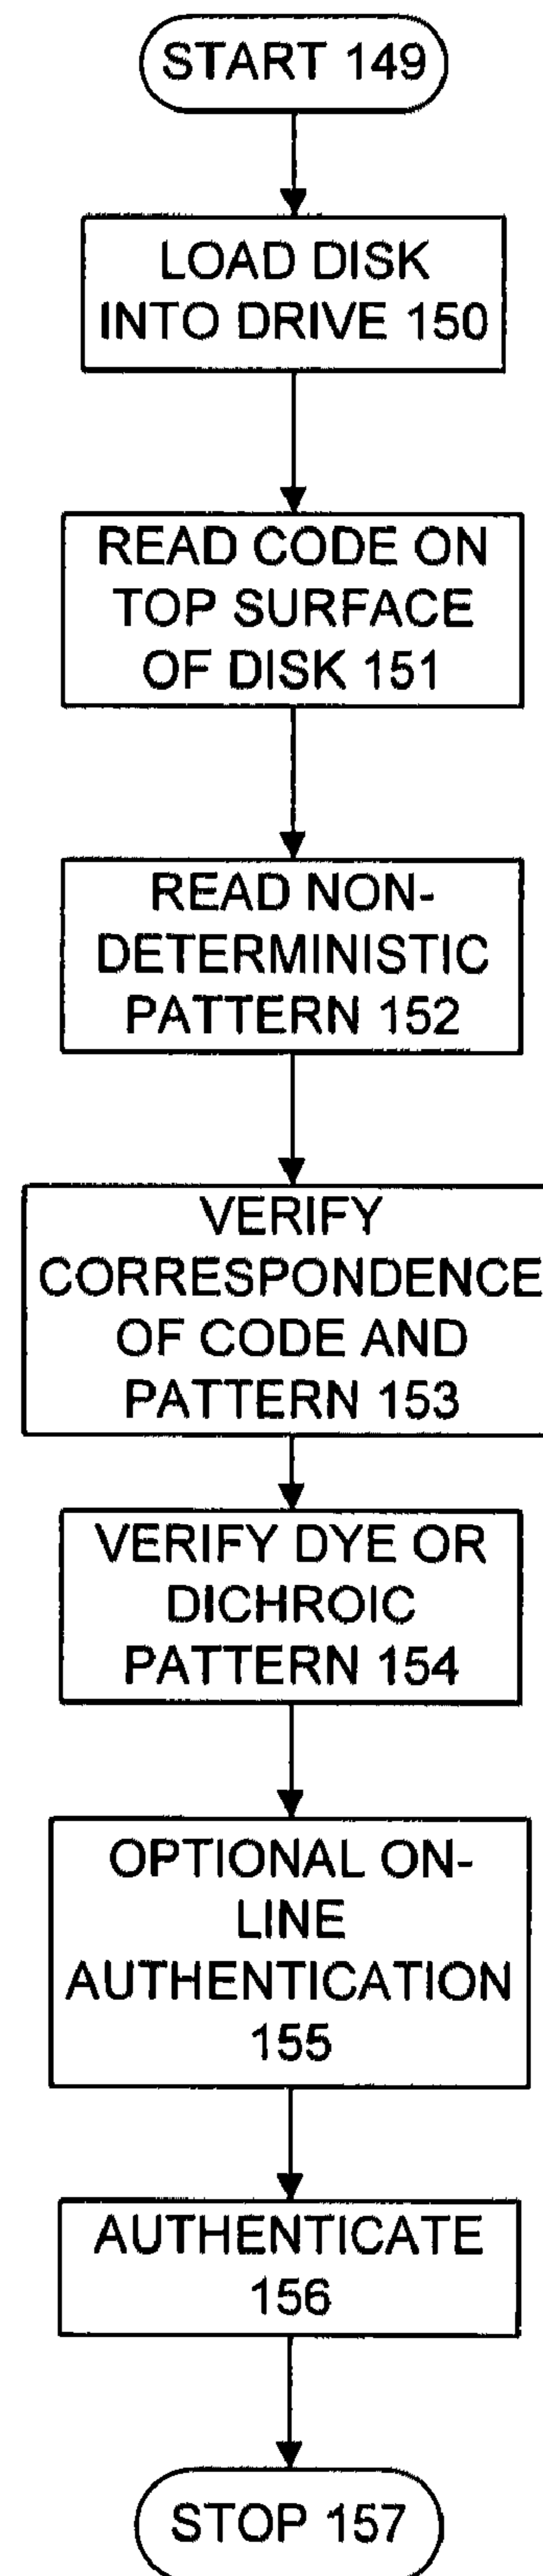 START 149
LOAD DISK
INTO DRIVE 150
READ CODE ON
TOP SURFACE
OF DISK 151
READ NON-
DETERMINISTIC
PATTERN 152
VERIFY
CORRESPONDENCE
OF CODE AND
PATTERN 153
VERIFY DYE OR
DICHROIC
PATTERN 154
OPTIONAL ON-
LINE
AUTHENTICATION
155
AUTHENTICATE
156
STOP 157